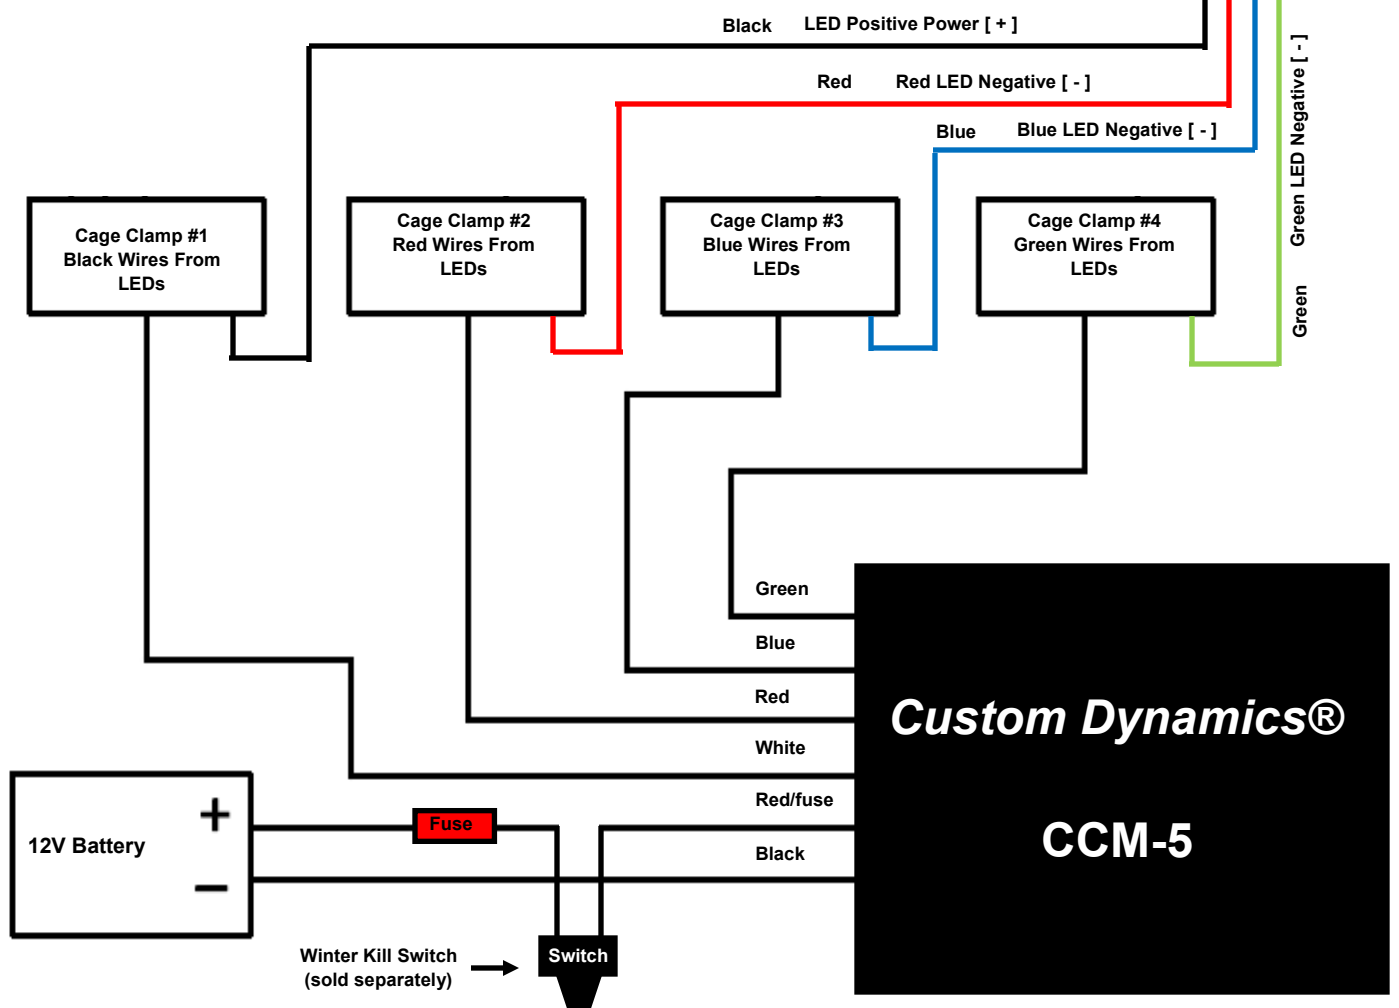 Black LED Positive Power [ + ]
Red Red LED Negative [ - ]
Blue Blue LED Negative [ - ]
Green Green LED Negative [ - ]
Cage Clamp #1
Black Wires From
LEDs
Cage Clamp #2
Red Wires From
LEDs
Cage Clamp #3
Blue Wires From
LEDs
Cage Clamp #4
Green Wires From
LEDs
Green
Blue
Red
White
Red/fuse
Black
Custom Dynamics®
CCM-5
12V Battery
+
–
Fuse
Winter Kill Switch
(sold separately)
Switch